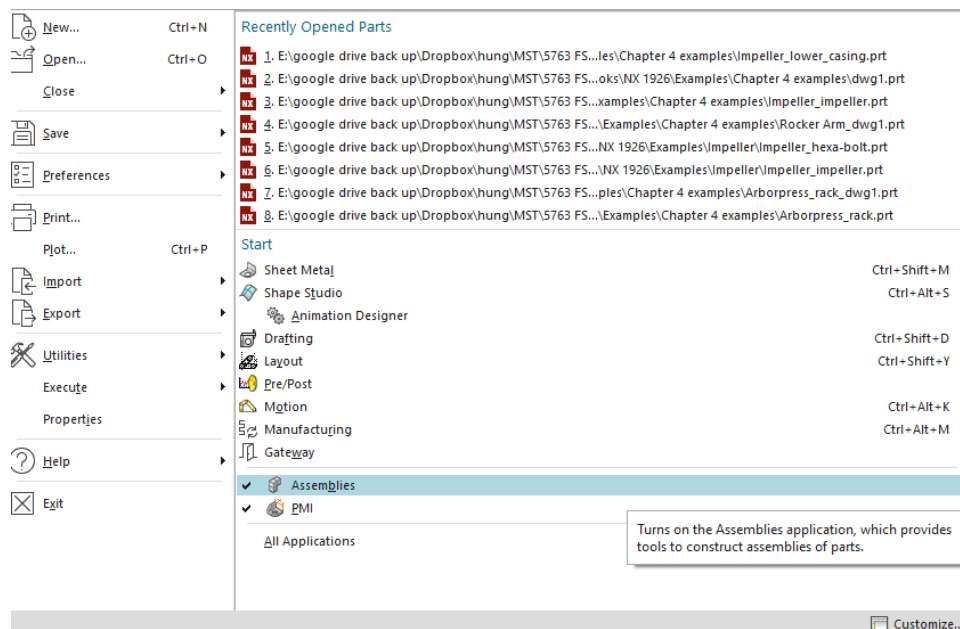 New... Ctrl+N
Open... Ctrl+O
Close
Save
Preferences
Print...
Plot... Ctrl+P
Import
Export
Utilities
Execute
Properties
Help
Exit
Recently Opened Parts
1. E:\google drive back up\Dropbox\hung\MST\5763 FS...les\Chapter 4 examples\Impeller_lower_casing.prt
2. E:\google drive back up\Dropbox\hung\MST\5763 FS...oks\NX 1926\Examples\Chapter 4 examples\dwg1.prt
3. E:\google drive back up\Dropbox\hung\MST\5763 FS...xamples\Chapter 4 examples\Impeller_impeller.prt
4. E:\google drive back up\Dropbox\hung\MST\5763 FS...\Examples\Chapter 4 examples\Rocker Arm_dwg1.prt
5. E:\google drive back up\Dropbox\hung\MST\5763 FS...NX 1926\Examples\Impeller\Impeller_hexa-bolt.prt
6. E:\google drive back up\Dropbox\hung\MST\5763 FS...\NX 1926\Examples\Impeller\Impeller_impeller.prt
7. E:\google drive back up\Dropbox\hung\MST\5763 FS...ples\Chapter 4 examples\Arborpress_rack_dwg1.prt
8. E:\google drive back up\Dropbox\hung\MST\5763 FS...\Examples\Chapter 4 examples\Arborpress_rack.prt
Start
Sheet Metal Ctrl+Shift+M
Shape Studio Ctrl+Alt+S
Animation Designer
Drafting Ctrl+Shift+D
Layout Ctrl+Shift+Y
Pre/Post
Motion Ctrl+Alt+K
Manufacturing Ctrl+Alt+M
Gateway
Assemblies
PMI
Turns on the Assemblies application, which provides
tools to construct assemblies of parts.
All Applications
Customize..